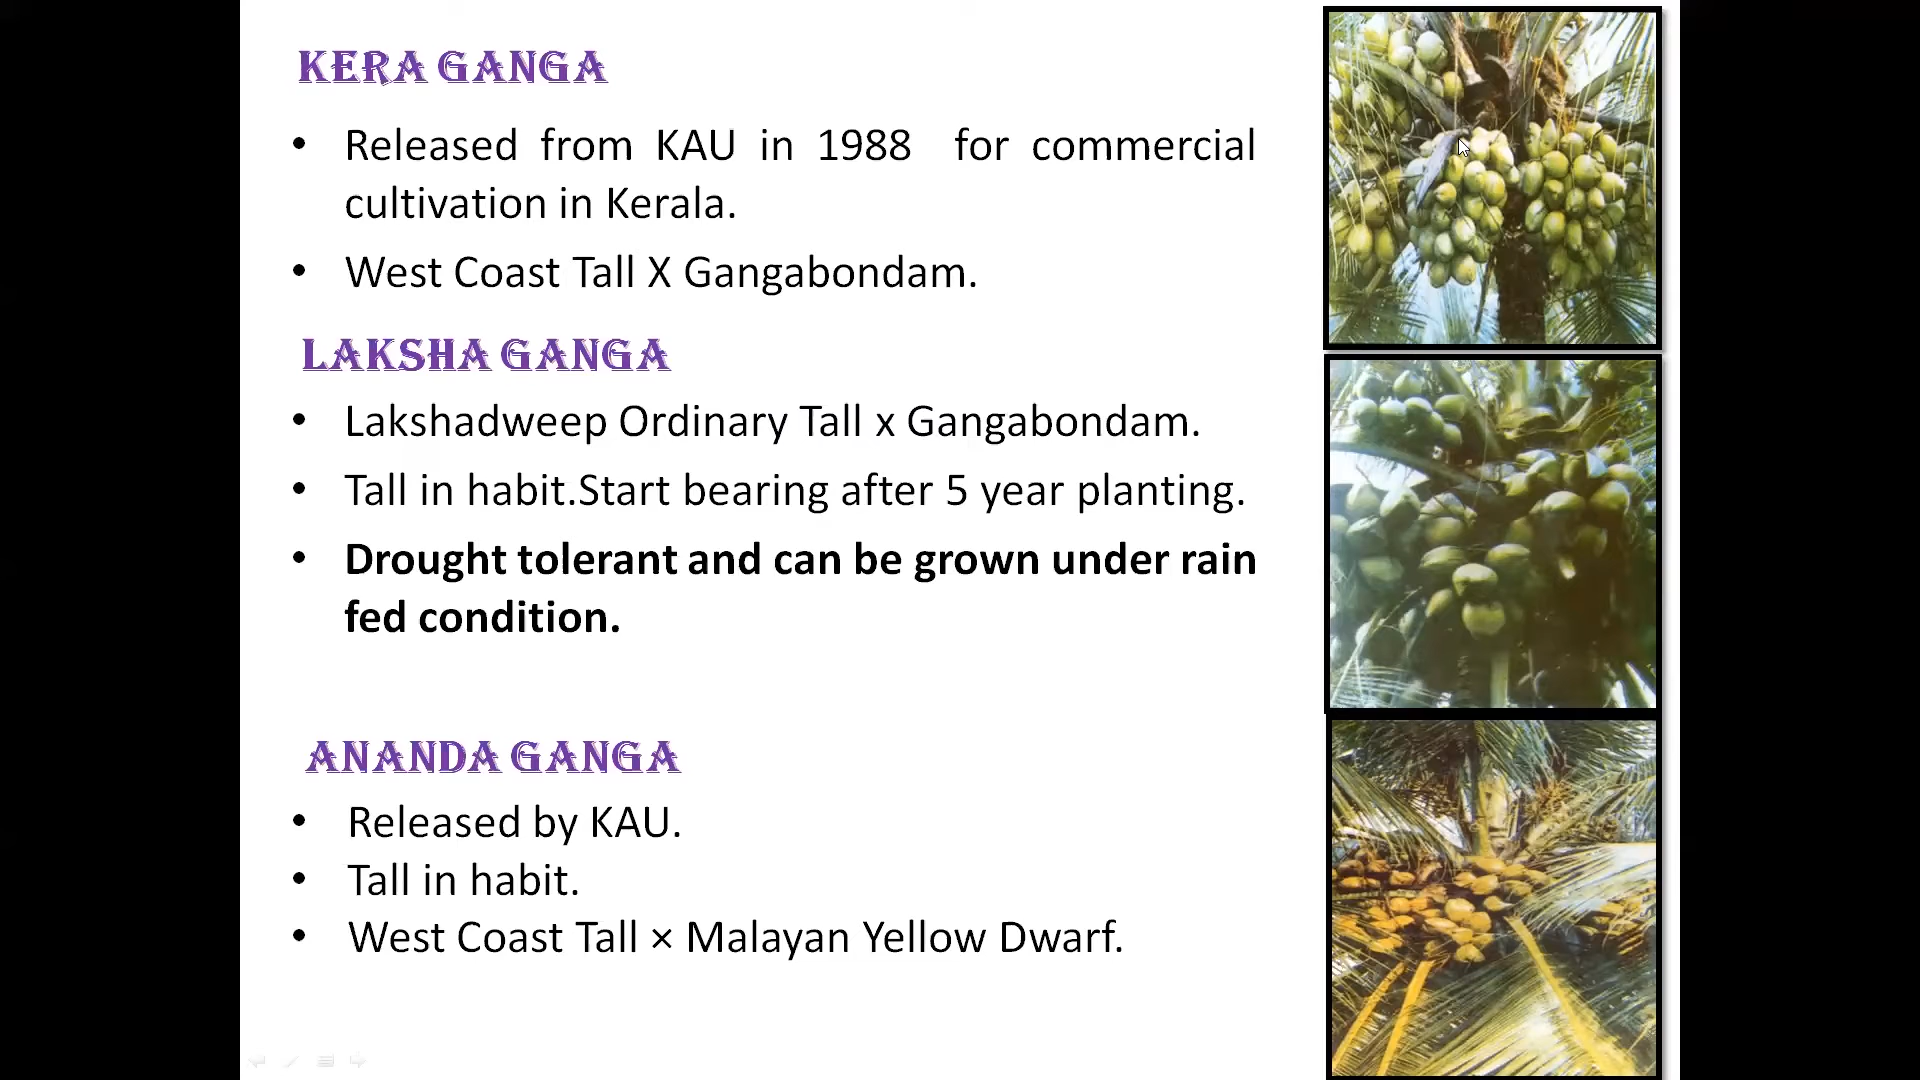 KERA GANGA
• Released from KAU in 1988 for commercial
cultivation in Kerala.
• West Coast Tall X Gangabondam.
LAKSHA GANGA
• Lakshadweep Ordinary Tall x Gangabondam.
• Tall in habit.Start bearing after 5 year planting.
• Drought tolerant and can be grown under rain
fed condition.
ANANDA GANGA
• Released by KAU.
• Tall in habit.
• West Coast Tall × Malayan Yellow Dwarf.